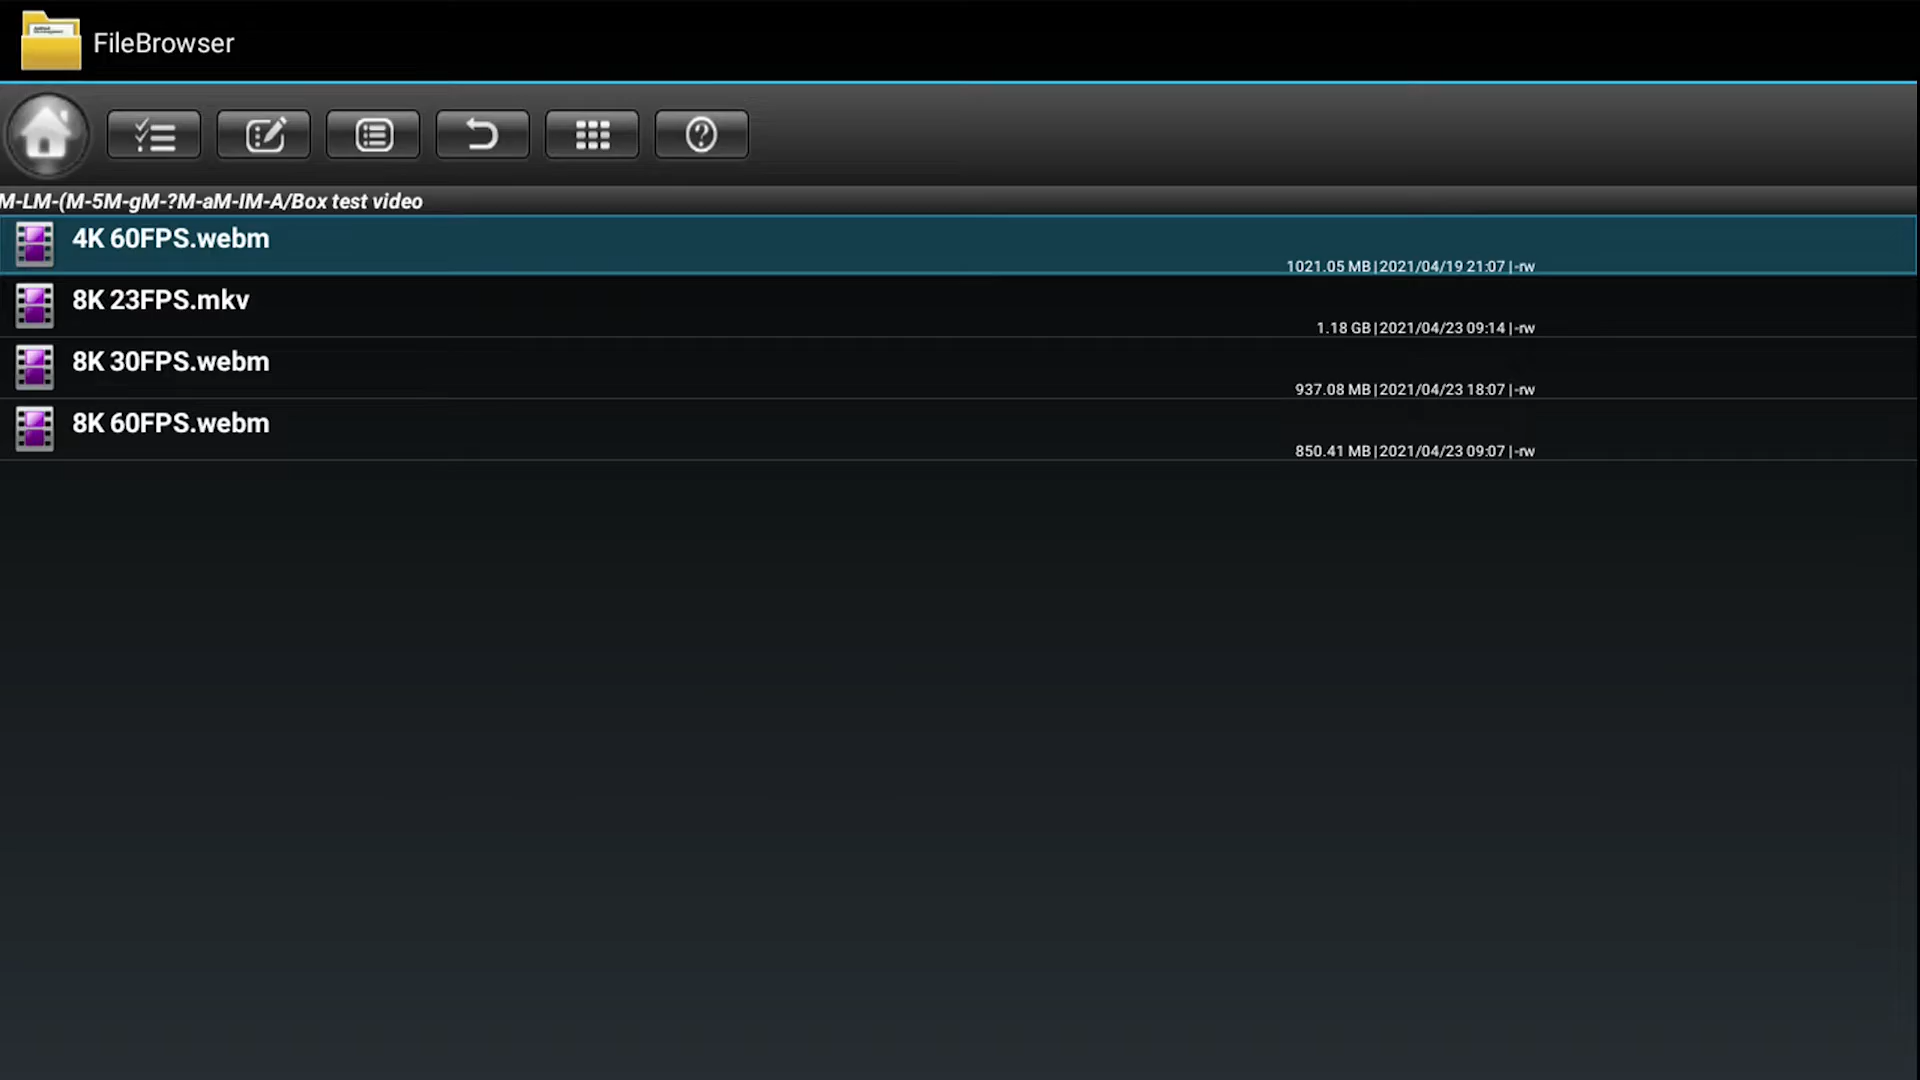 FileBrowser
M-LM-(M-5M-gM-?M-aM-IM-A/Box test video
4K 60FPS.webm
1021.05 MB|2021/04/19 21:07 |-rw
8K 23FPS.mkv
1.18 GB|2021/04/23 09:14 |-rw
8K 30FPS.webm
937.08 MB|2021/04/23 18:07 |-rw
8K 60FPS.webm
850.41 MB|2021/04/23 09:07 |-rw